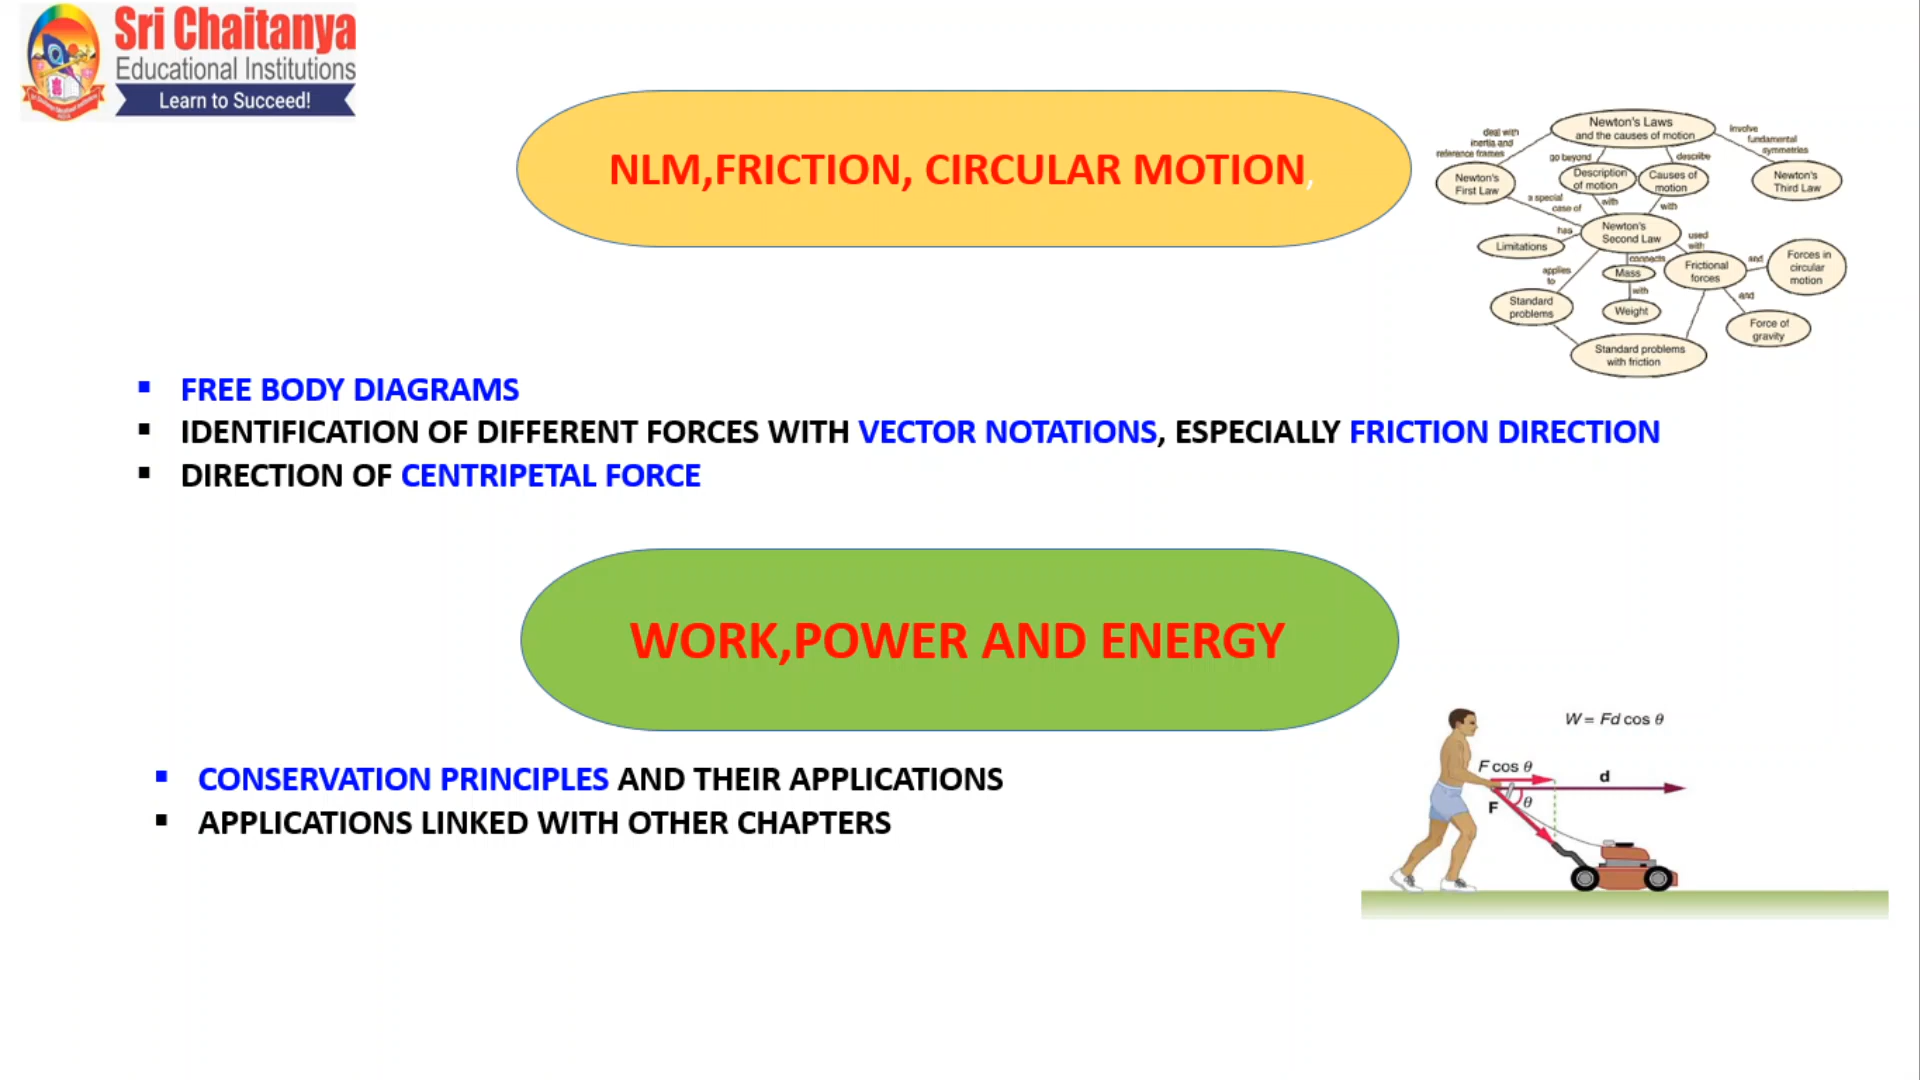 Sri Chaitanya
Educational Institutions
Learn to Succeed!
NLM,FRICTION, CIRCULAR MOTION,
Newton's Laws
and the causes of motion
deal with
inertia and
reference frames
go beyond
describe
involve
fundamental
symmetries
Newton's
First Law
Description
of motion
Causes of
motion
Newton's
Third Law
a special
case of
with
with
has
Newton's
Second Law
used
with
Limitations
connects
applies
to
Mass
Frictional
forces
and
Forces in
circular
motion
with
and
Standard
problems
Weight
Force of
gravity
Standard problems
with friction
▪ FREE BODY DIAGRAMS
▪ IDENTIFICATION OF DIFFERENT FORCES WITH VECTOR NOTATIONS, ESPECIALLY FRICTION DIRECTION
▪ DIRECTION OF CENTRIPETAL FORCE
WORK,POWER AND ENERGY
▪ CONSERVATION PRINCIPLES AND THEIR APPLICATIONS
▪ APPLICATIONS LINKED WITH OTHER CHAPTERS
W = Fd cos θ
F cos θ
d
F
θ